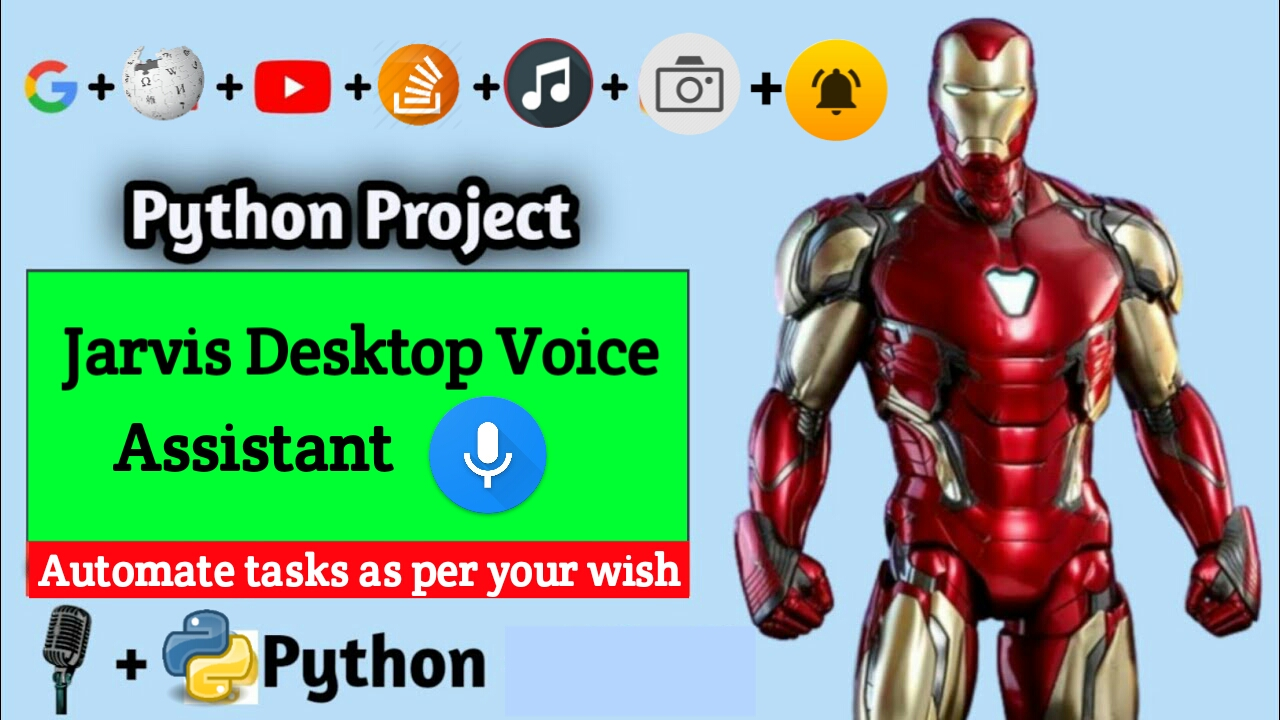 Python Project
Jarvis Desktop Voice
Assistant
Automate tasks as per your wish
+ Python